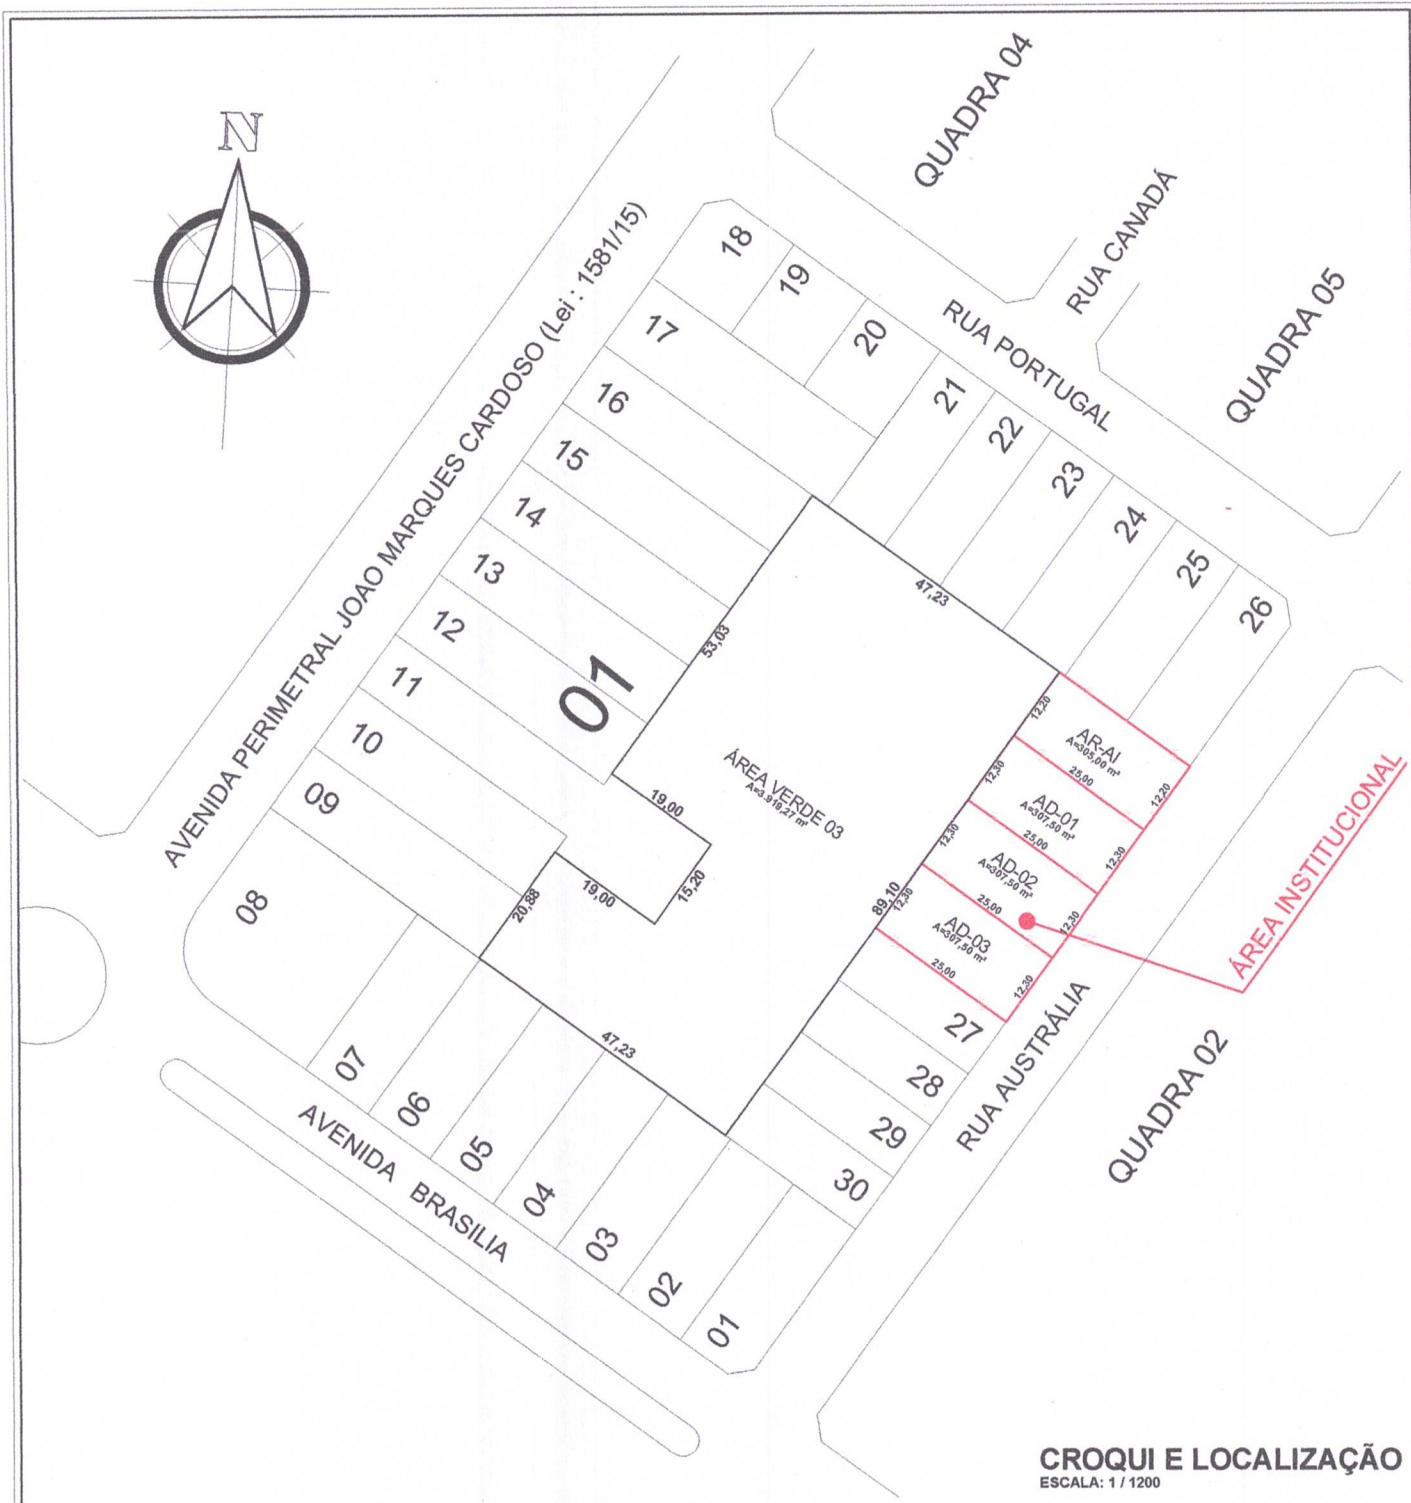 N
QUADRA 04
RUA CANADÁ
QUADRA 05
AVENIDA PERIMETRAL JOAO MARQUES CARDOSO (Lei : 1581/15)
RUA PORTUGAL
18
19
20
17
16
21
22
15
23
14
24
13
25
12
26
11
10
09
08
01
47,23
53,03
ÁREA VERDE 03
A=3.919,27 m²
19,00
15,20
19,00
20,88
89,10
47,23
12,20
AR-AI
A=305,00 m²
25,00
12,20
12,30
AD-01
A=307,50 m²
25,00
12,30
12,30
AD-02
A=307,50 m²
25,00
12,30
12,30
AD-03
A=307,50 m²
25,00
12,30
ÁREA INSTITUCIONAL
27
28
29
30
RUA AUSTRÁLIA
QUADRA 02
07
06
05
04
03
02
01
AVENIDA BRASILIA
CROQUI E LOCALIZAÇÃO
ESCALA: 1 / 1200